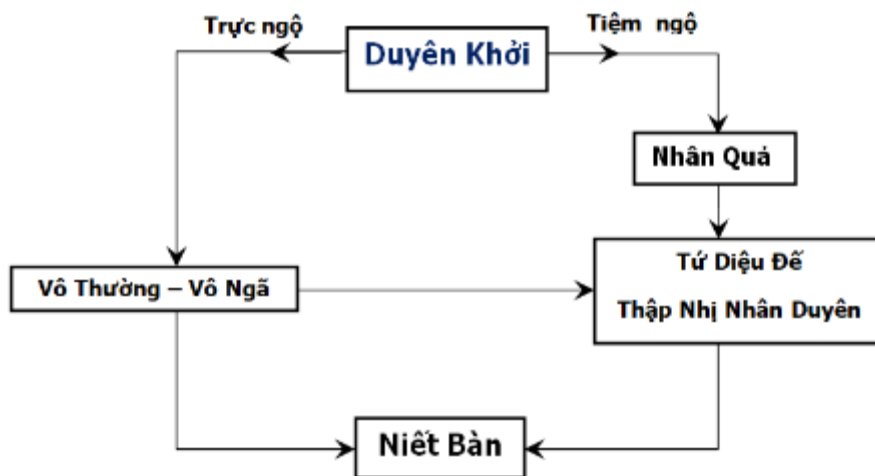 Trực ngộ
Duyên Khởi
Tiệm ngộ
Nhân Quả
Vô Thường – Vô Ngã
Tứ Diệu Đế
Thập Nhị Nhân Duyên
Niết Bàn